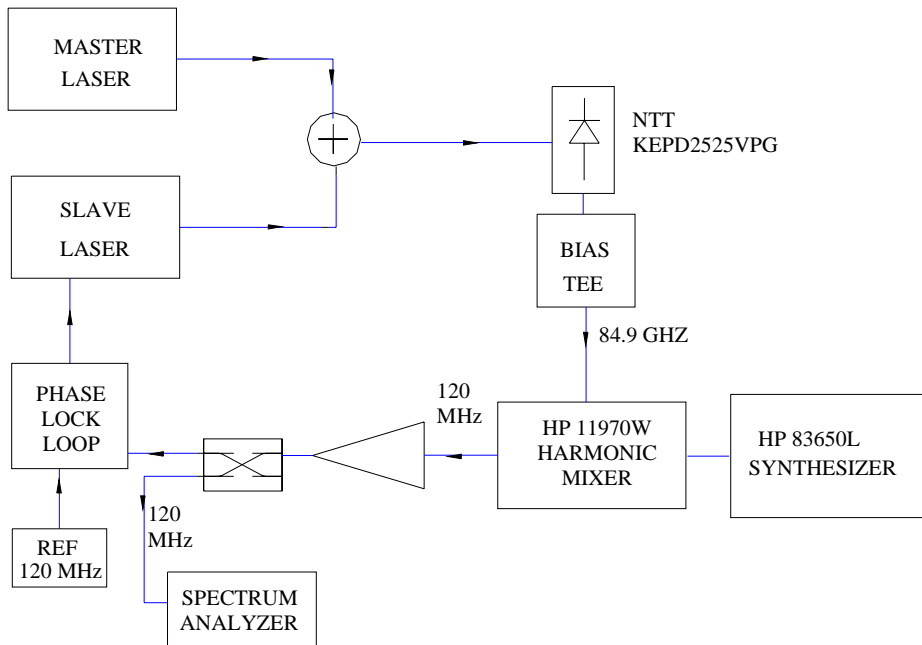 MASTER
LASER
NTT
KEPD2525VPG
SLAVE
LASER
BIAS
TEE
84.9 GHZ
PHASE
LOCK
LOOP
120
MHz
HP 11970W
HARMONIC
MIXER
HP 83650L
SYNTHESIZER
120
MHz
REF
120 MHz
SPECTRUM
ANALYZER